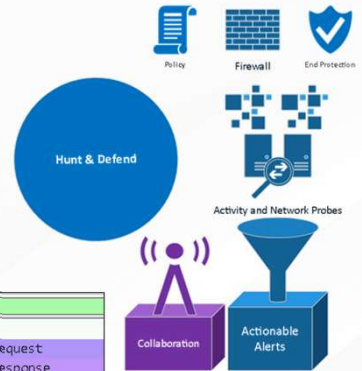 Policy
Firewall
End Protection
Hunt & Defend
Activity and Network Probes
Collaboration
Actionable
Alerts
equest
esponse